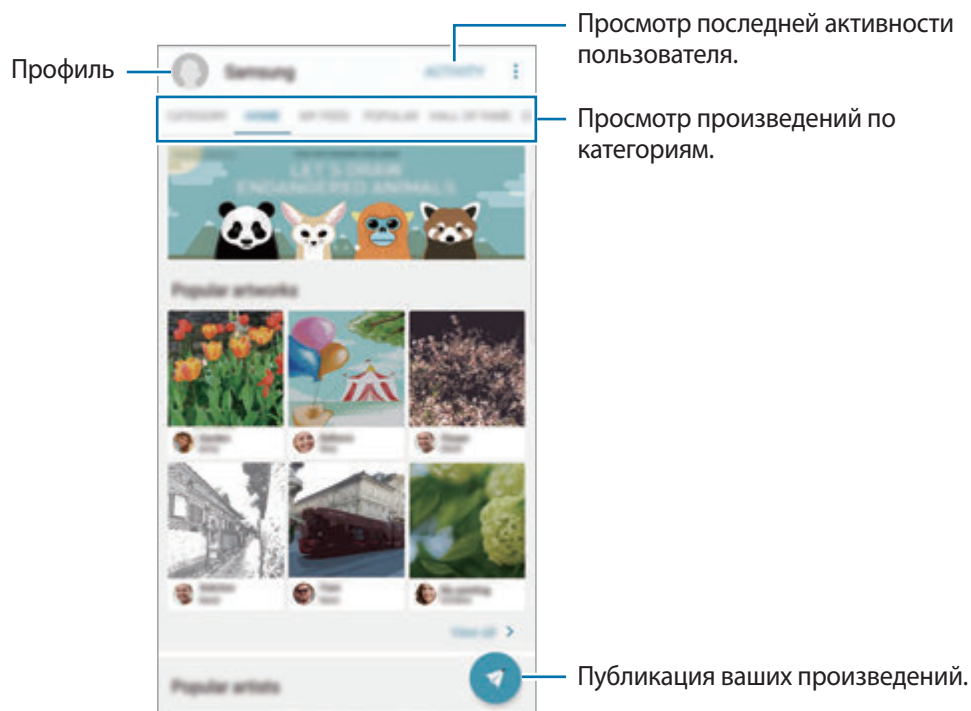 Просмотр последней активности
пользователя.
Профиль
Samsung
ACTIVITY
Просмотр произведений по
категориям.
CATEGORY HOME MY FEED POPULAR HALL OF FAME
LET'S DRAW
ENDANGERED ANIMALS
Popular artworks
View all
Popular artists
Публикация ваших произведений.